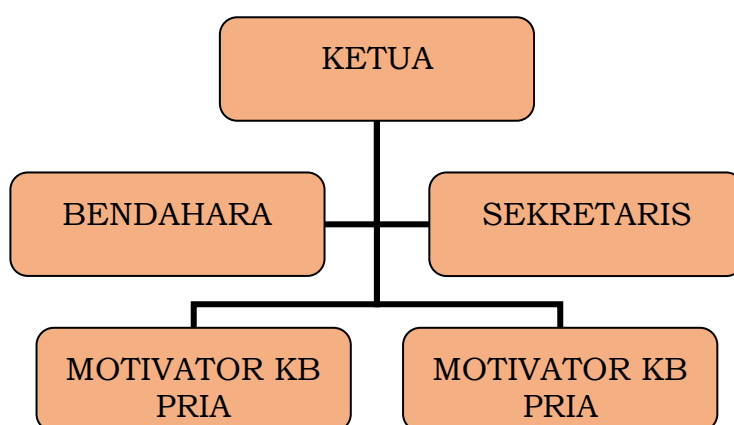 KETUA
BENDAHARA
SEKRETARIS
MOTIVATOR KB
PRIA
MOTIVATOR KB
PRIA